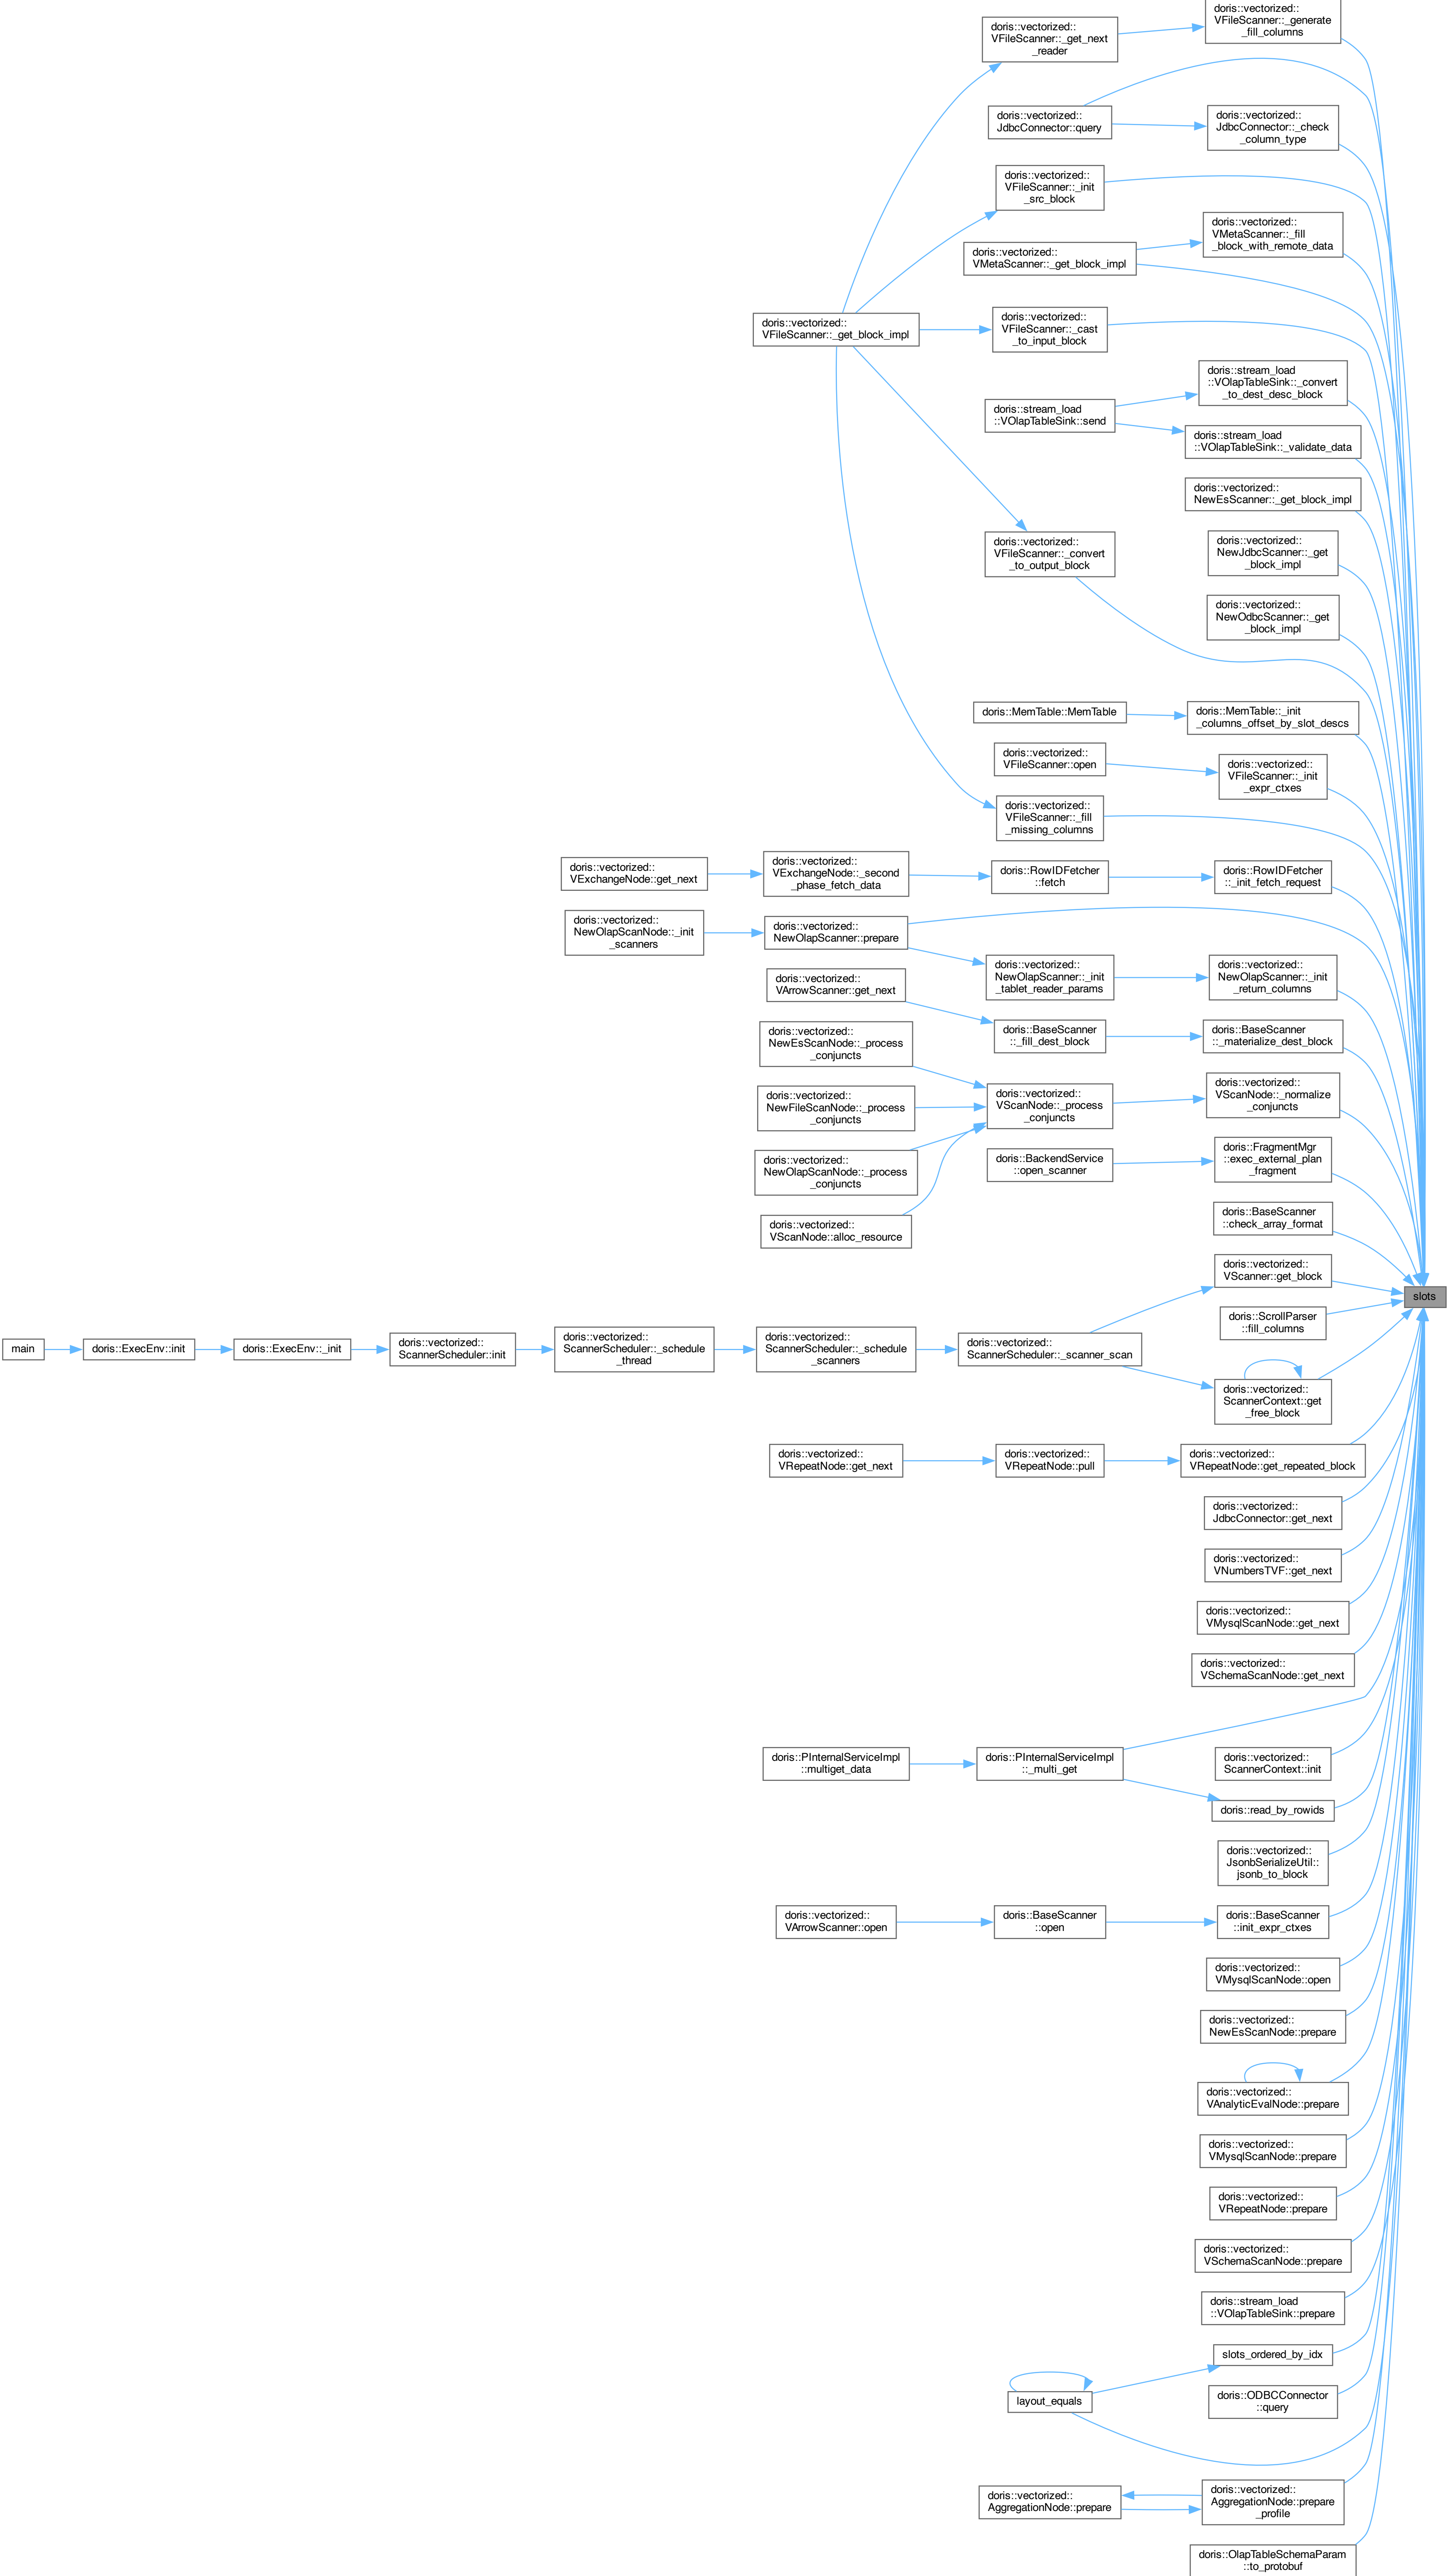 doris::vectorized::
VFileScanner::_generate
_fill_columns
doris::vectorized::
VFileScanner::_get_next
_reader
doris::vectorized::
JdbcConnector::query
doris::vectorized::
JdbcConnector::_check
_column_type
doris::vectorized::
VFileScanner::_init
_src_block
doris::vectorized::
VMetaScanner::_fill
_block_with_remote_data
doris::vectorized::
VMetaScanner::_get_block_impl
doris::vectorized::
VFileScanner::_get_block_impl
doris::vectorized::
VFileScanner::_cast
_to_input_block
doris::stream_load
::VOlapTableSink::_convert
_to_dest_desc_block
doris::stream_load
::VOlapTableSink::send
doris::stream_load
::VOlapTableSink::_validate_data
doris::vectorized::
NewEsScanner::_get_block_impl
doris::vectorized::
VFileScanner::_convert
_to_output_block
doris::vectorized::
NewJdbcScanner::_get
_block_impl
doris::vectorized::
NewOdbcScanner::_get
_block_impl
doris::MemTable::MemTable
doris::MemTable::_init
_columns_offset_by_slot_descs
doris::vectorized::
VFileScanner::open
doris::vectorized::
VFileScanner::_init
_expr_ctxes
doris::vectorized::
VFileScanner::_fill
_missing_columns
doris::vectorized::
VExchangeNode::get_next
doris::vectorized::
VExchangeNode::_second
_phase_fetch_data
doris::RowIDFetcher
::fetch
doris::RowIDFetcher
::_init_fetch_request
doris::vectorized::
NewOlapScanNode::_init
_scanners
doris::vectorized::
NewOlapScanner::prepare
doris::vectorized::
NewOlapScanner::_init
_tablet_reader_params
doris::vectorized::
NewOlapScanner::_init
_return_columns
doris::vectorized::
VArrowScanner::get_next
doris::BaseScanner
::_fill_dest_block
doris::BaseScanner
::_materialize_dest_block
doris::vectorized::
NewEsScanNode::_process
_conjuncts
doris::vectorized::
NewFileScanNode::_process
_conjuncts
doris::vectorized::
VScanNode::_process
_conjuncts
doris::vectorized::
VScanNode::_normalize
_conjuncts
doris::vectorized::
NewOlapScanNode::_process
_conjuncts
doris::BackendService
::open_scanner
doris::FragmentMgr
::exec_external_plan
_fragment
doris::vectorized::
VScanNode::alloc_resource
doris::BaseScanner
::check_array_format
doris::vectorized::
VScanner::get_block
slots
doris::ScrollParser
::fill_columns
main
doris::ExecEnv::init
doris::ExecEnv::_init
doris::vectorized::
ScannerScheduler::init
doris::vectorized::
ScannerScheduler::_schedule
_thread
doris::vectorized::
ScannerScheduler::_schedule
_scanners
doris::vectorized::
ScannerScheduler::_scanner_scan
doris::vectorized::
ScannerContext::get
_free_block
doris::vectorized::
VRepeatNode::get_next
doris::vectorized::
VRepeatNode::pull
doris::vectorized::
VRepeatNode::get_repeated_block
doris::vectorized::
JdbcConnector::get_next
doris::vectorized::
VNumbersTVF::get_next
doris::vectorized::
VMysqlScanNode::get_next
doris::vectorized::
VSchemaScanNode::get_next
doris::PInternalServiceImpl
::multiget_data
doris::PInternalServiceImpl
::_multi_get
doris::vectorized::
ScannerContext::init
doris::read_by_rowids
doris::vectorized::
JsonbSerializeUtil::
jsonb_to_block
doris::vectorized::
VArrowScanner::open
doris::BaseScanner
::open
doris::BaseScanner
::init_expr_ctxes
doris::vectorized::
VMysqlScanNode::open
doris::vectorized::
NewEsScanNode::prepare
doris::vectorized::
VAnalyticEvalNode::prepare
doris::vectorized::
VMysqlScanNode::prepare
doris::vectorized::
VRepeatNode::prepare
doris::vectorized::
VSchemaScanNode::prepare
doris::stream_load
::VOlapTableSink::prepare
slots_ordered_by_idx
layout_equals
doris::ODBCConnector
::query
doris::vectorized::
AggregationNode::prepare
doris::vectorized::
AggregationNode::prepare
_profile
doris::OlapTableSchemaParam
::to_protobuf